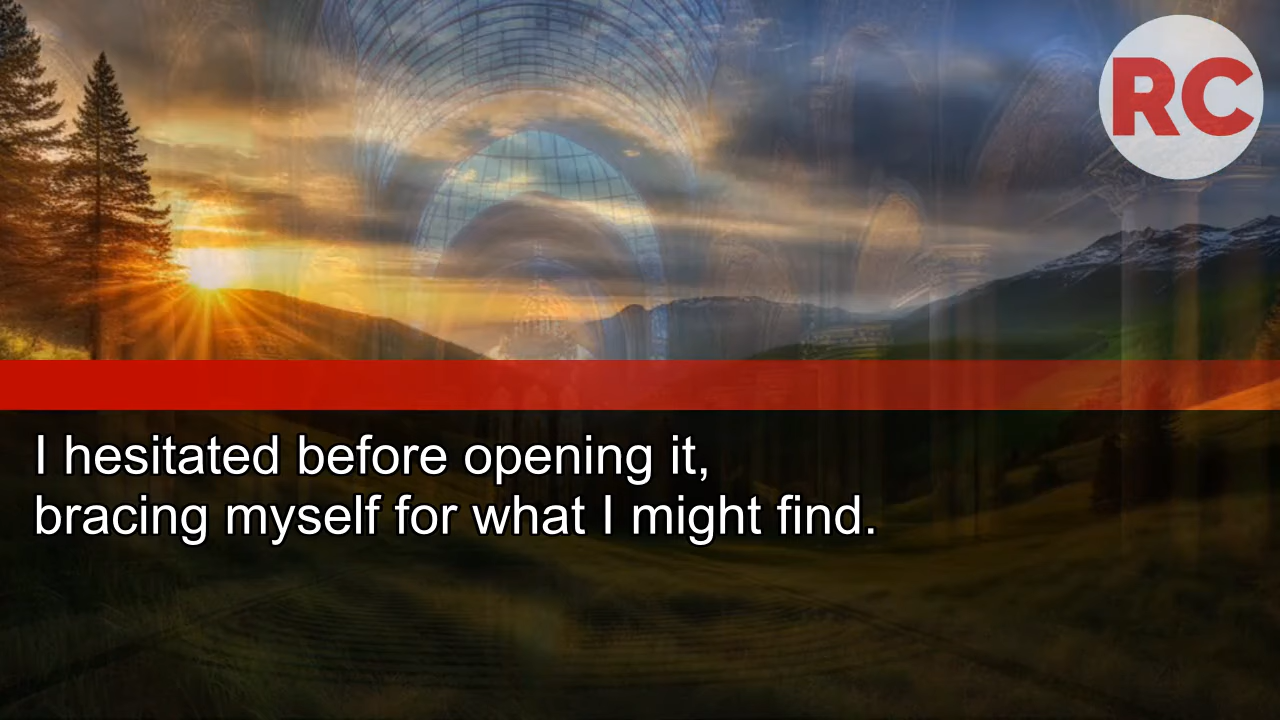 RC
I hesitated before opening it,
bracing myself for what I might find.